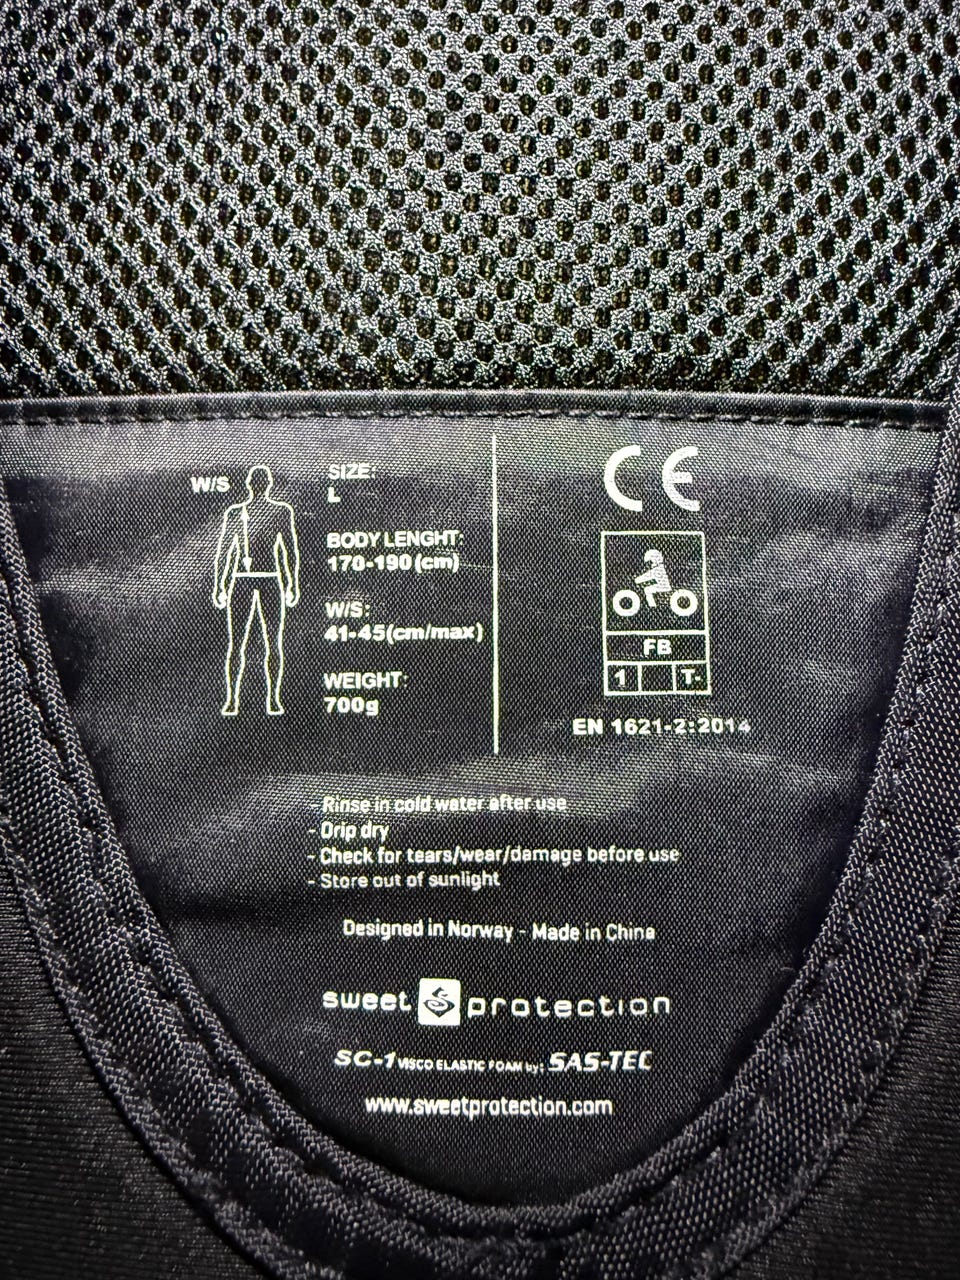 W/S
SIZE:
L
BODY LENGHT:
170-190(cm)
W/S:
41-45(cm/max)
WEIGHT:
700g
CE
FB
1 T-
EN 1621-2:2014
- Rinse in cold water after use
- Drip dry
- Check for tears/wear/damage before use
- Store out of sunlight
Designed in Norway - Made in China
sweet protection
SC-1 VISCO ELASTIC FOAM by: SAS-TEC
www.sweetprotection.com